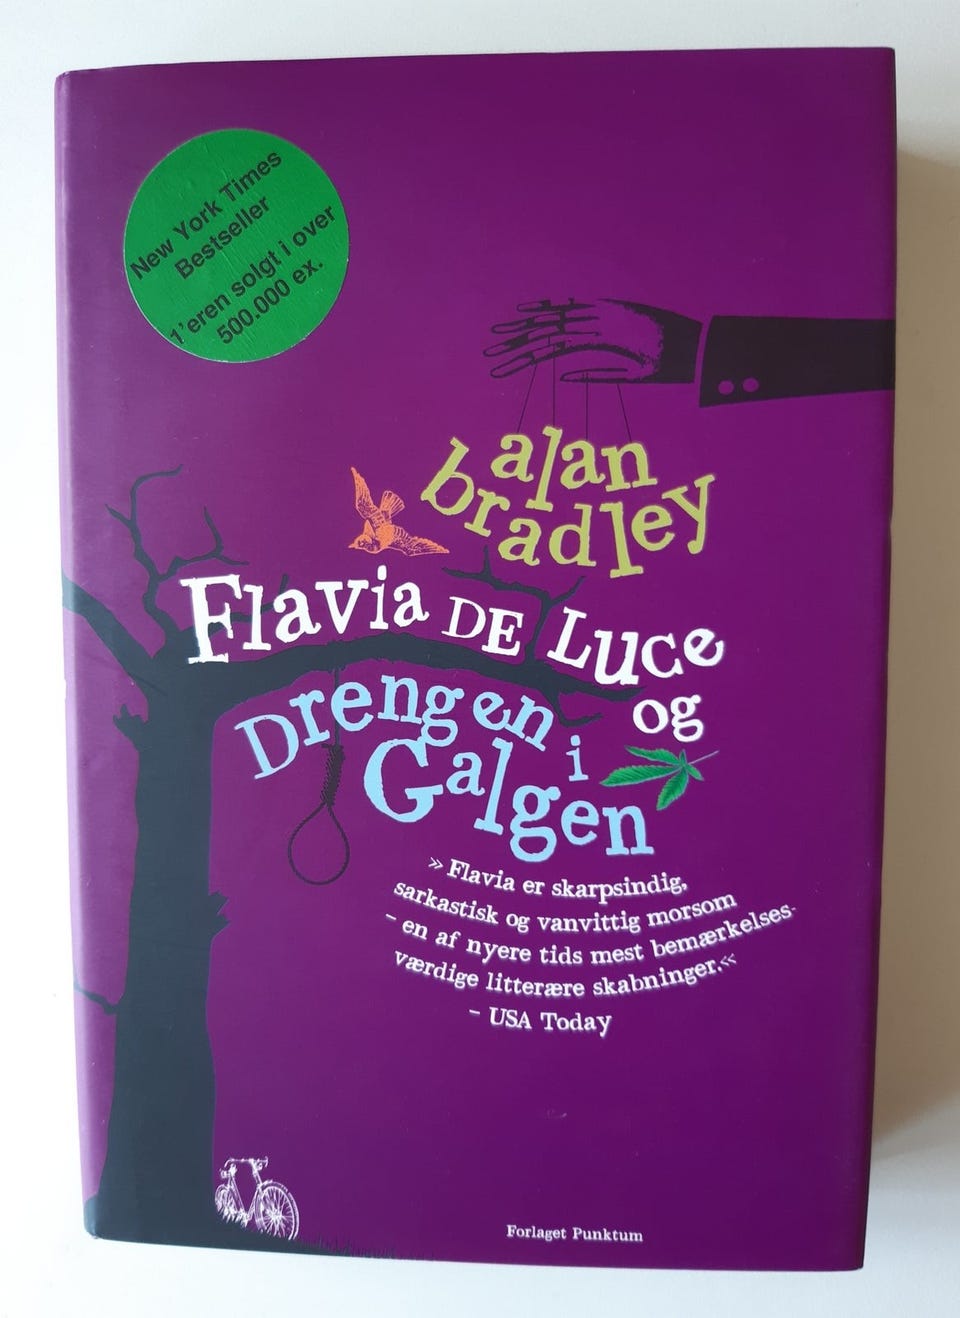 New York Times
Bestseller
1'eren solgt i over
500.000 ex.
alan
bradley
Flavia DE Luce
og
Drengen i
Galgen
» Flavia er skarpsindig,
sarkastisk og vanvittig morsom
– en af nyere tids mest bemærkelses-
værdige litterære skabninger.«
– USA Today
Forlaget Punktum